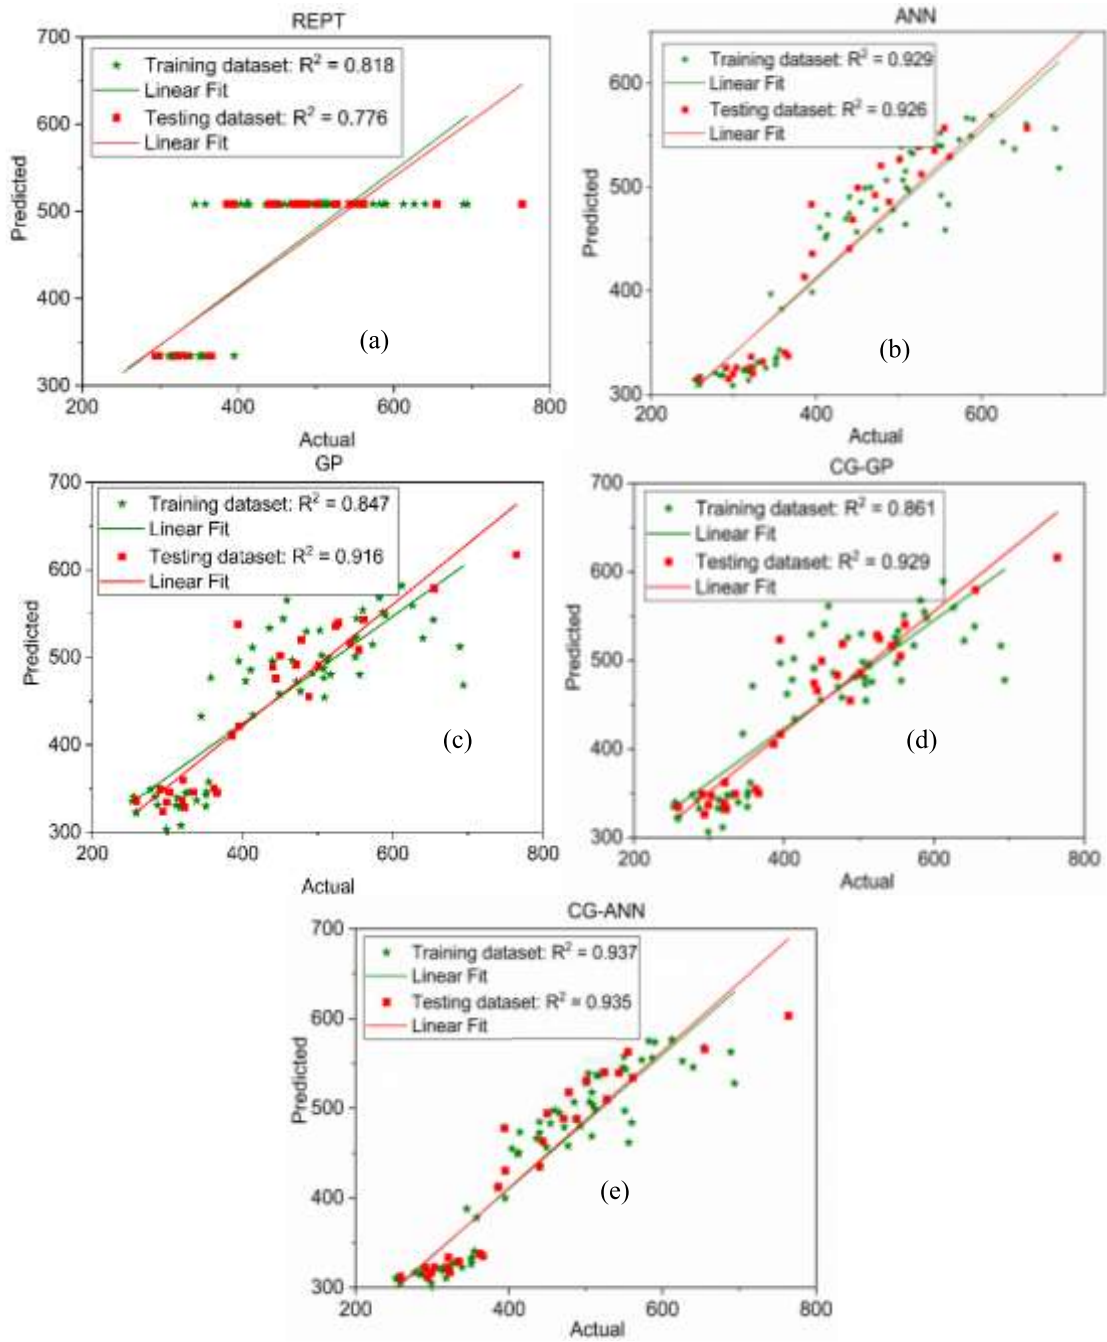 REPT
700
600
500
400
300
Predicted
Training dataset: R² = 0.818
Linear Fit
Testing dataset: R² = 0.776
Linear Fit
(a)
200 400 600 800
Actual
ANN
600
500
400
300
Predicted
Training dataset: R² = 0.929
Linear Fit
Testing dataset: R² = 0.926
Linear Fit
(b)
200 400 600
Actual
GP
700
600
500
400
300
Predicted
Training dataset: R² = 0.847
Linear Fit
Testing dataset: R² = 0.916
Linear Fit
(c)
200 400 600 800
Actual
CG-GP
700
600
500
400
300
Predicted
Training dataset: R² = 0.861
Linear Fit
Testing dataset: R² = 0.929
Linear Fit
(d)
200 400 600 800
Actual
CG-ANN
700
600
500
400
300
Predicted
Training dataset: R² = 0.937
Linear Fit
Testing dataset: R² = 0.935
Linear Fit
(e)
200 400 600 800
Actual